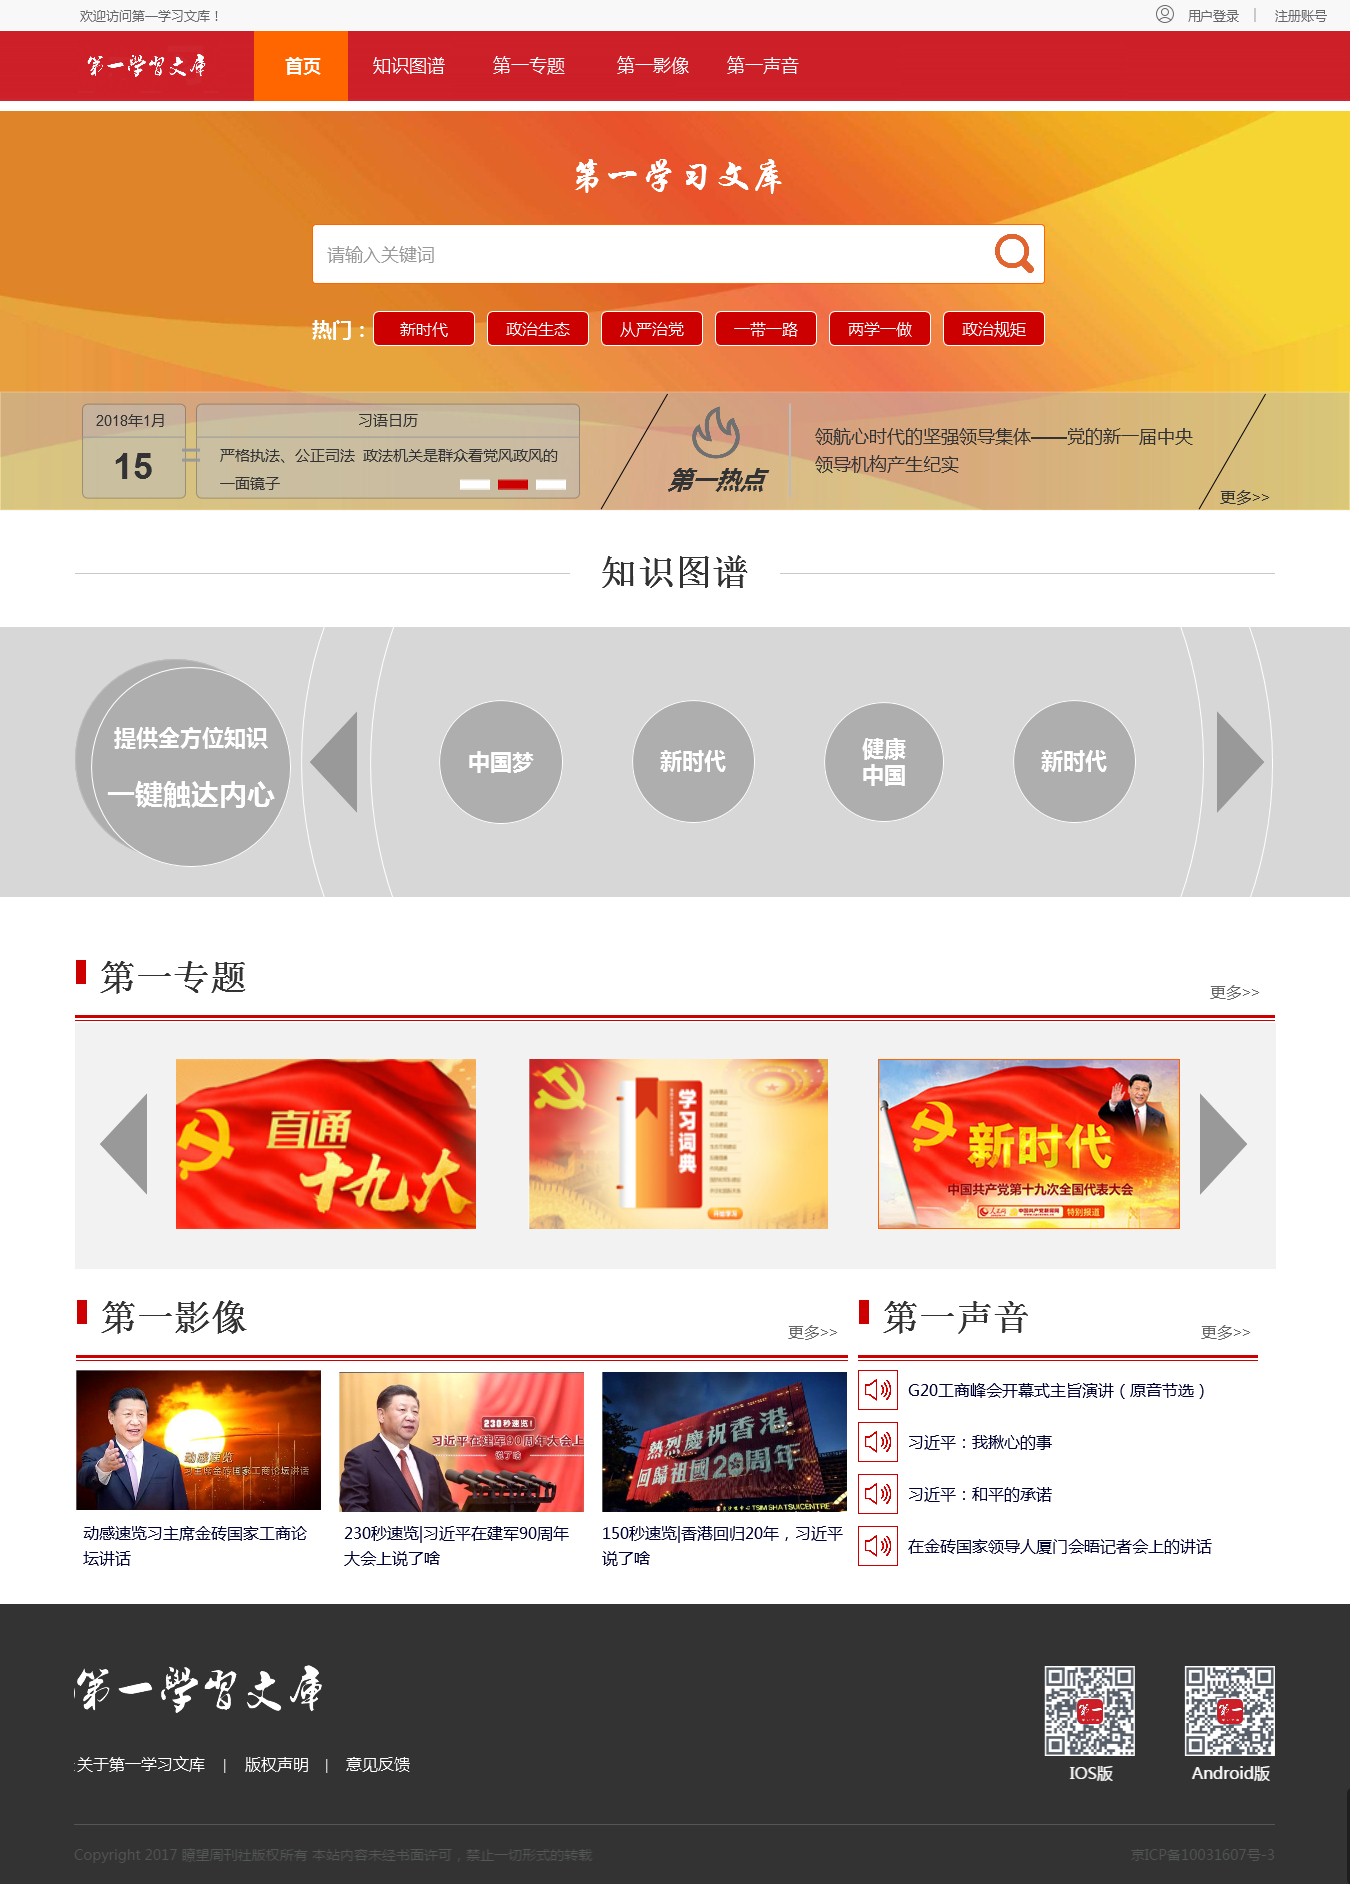 欢迎访问第一学习文库！
用户登录 | 注册账号
第一学習文库
首页 知识图谱 第一专题 第一影像 第一声音
第一学习文库
请输入关键词
热门： 新时代 政治生态 从严治党 一带一路 两学一做 政治规矩
2018年1月
15
习语日历
严格执法、公正司法 政法机关是群众看党风政风的
一面镜子
第一热点
领航心时代的坚强领导集体——党的新一届中央
领导机构产生纪实
更多>>
知识图谱
提供全方位知识
一键触达内心
中国梦
新时代
健康
中国
新时代
第一专题
更多>>
直通
十九大
学习词典
新时代
中国共产党第十九次全国代表大会
人民网
特别报道
第一影像
更多>>
动感速览
习主席金砖国家工商论坛讲话
230秒速览!
习近平在建军90周年大会上
说了啥
熱烈慶祝香港
回歸祖國20周年
TSIM SHA TSUI CENTRE
动感速览习主席金砖国家工商论
坛讲话
230秒速览|习近平在建军90周年
大会上说了啥
150秒速览|香港回归20年，习近平
说了啥
第一声音
更多>>
G20工商峰会开幕式主旨演讲（原音节选）
习近平：我揪心的事
习近平：和平的承诺
在金砖国家领导人厦门会晤记者会上的讲话
第一學習文庫
关于第一学习文库 | 版权声明 | 意见反馈
第一
第一
IOS版
Android版
Copyright 2017 瞭望周刊社版权所有 本站内容未经书面许可，禁止一切形式的转载
京ICP备10031607号-3